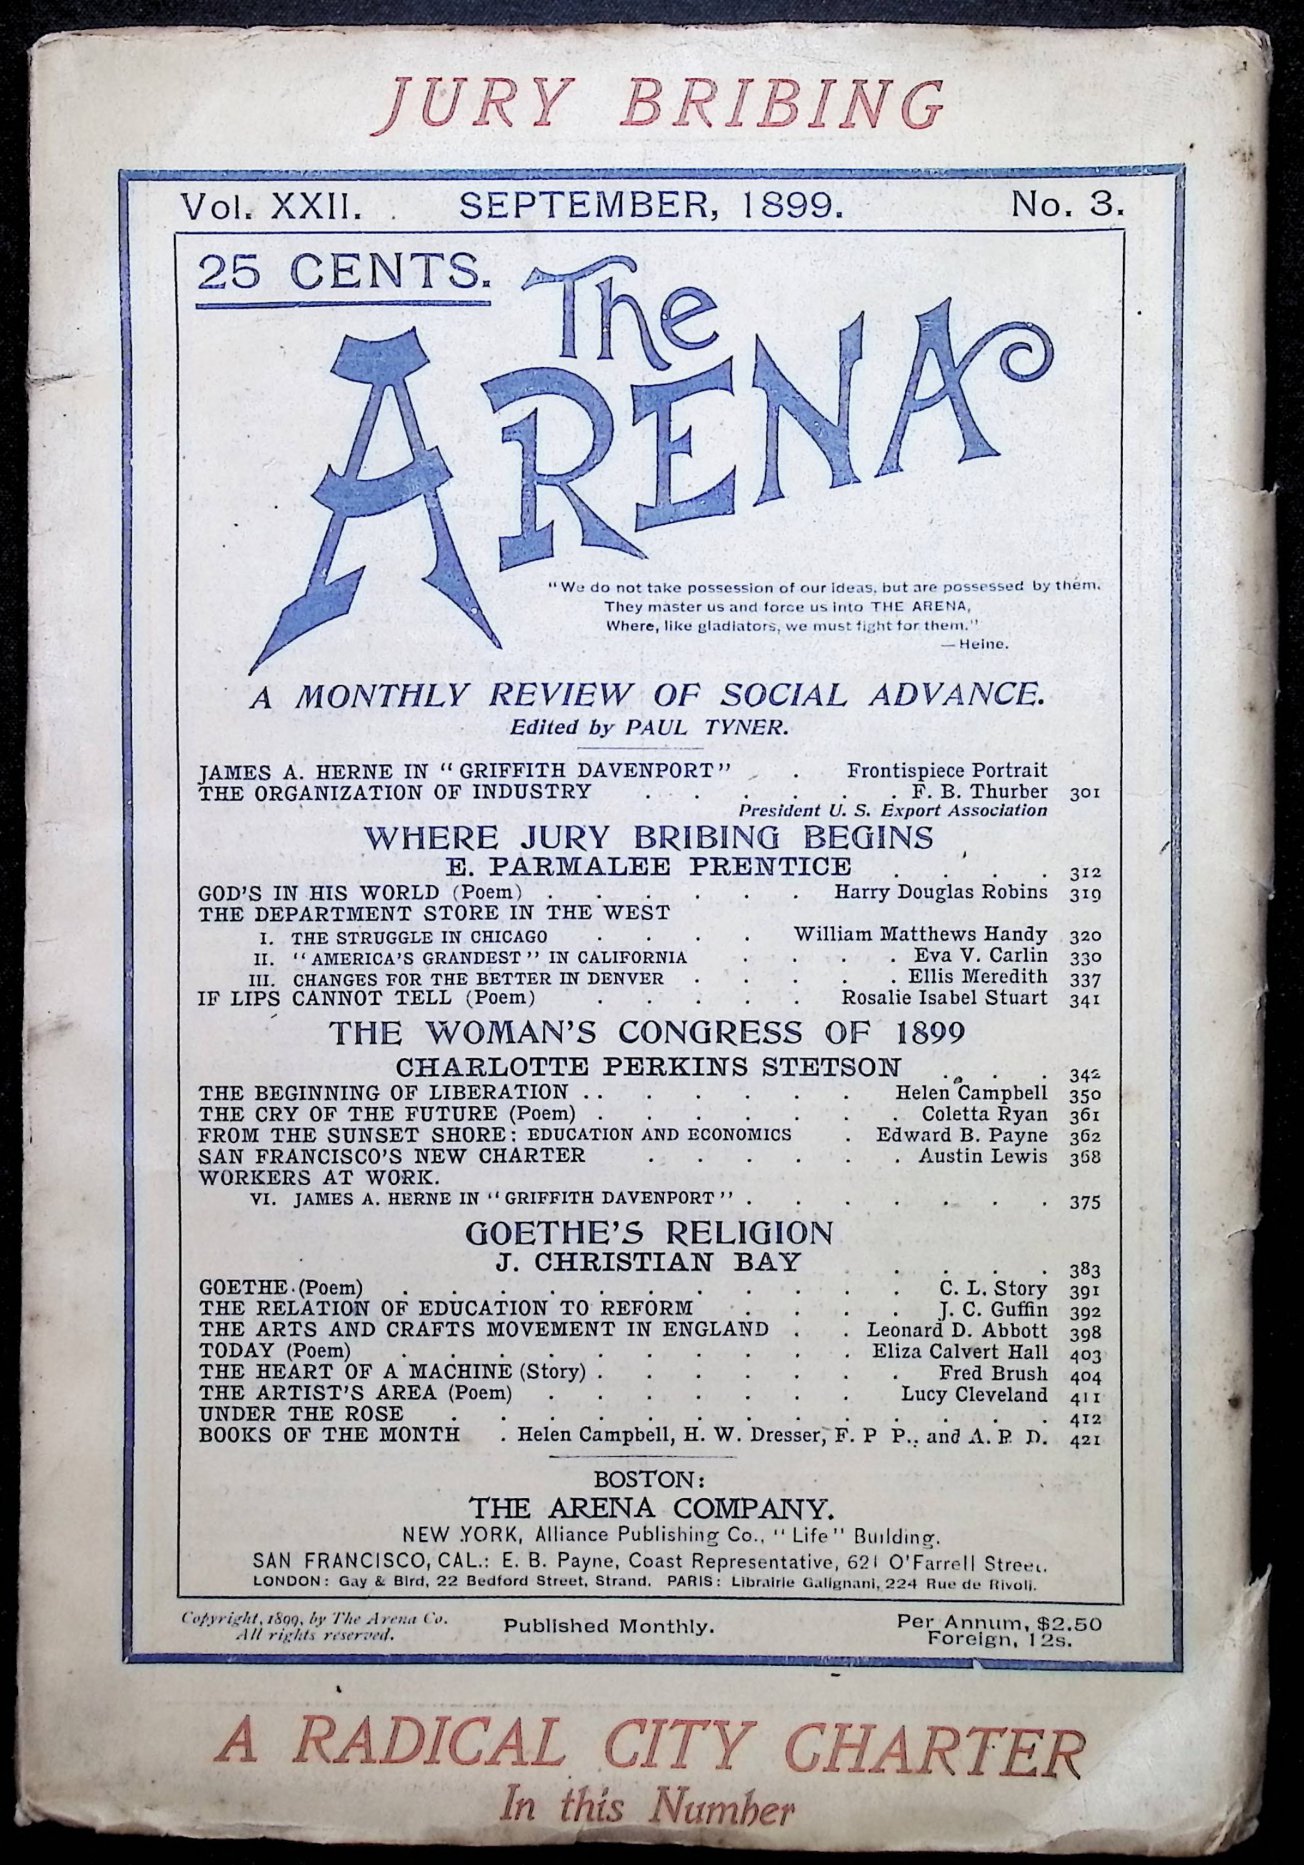 JURY BRIBING
Vol. XXII. SEPTEMBER, 1899. No. 3.
25 CENTS.
The
ARENA
"We do not take possession of our ideas, but are possessed by them.
They master us and force us into THE ARENA,
Where, like gladiators, we must fight for them."
—Heine.
A MONTHLY REVIEW OF SOCIAL ADVANCE.
Edited by PAUL TYNER.
JAMES A. HERNE IN "GRIFFITH DAVENPORT" . Frontispiece Portrait
THE ORGANIZATION OF INDUSTRY . . . . . . F. B. Thurber 301
President U. S. Export Association
WHERE JURY BRIBING BEGINS
E. PARMALEE PRENTICE . . . . 312
GOD'S IN HIS WORLD (Poem) . . . . . . Harry Douglas Robins 319
THE DEPARTMENT STORE IN THE WEST
I. THE STRUGGLE IN CHICAGO . . . . William Matthews Handy 320
II. "AMERICA'S GRANDEST" IN CALIFORNIA . . . . Eva V. Carlin 330
III. CHANGES FOR THE BETTER IN DENVER . . . . . Ellis Meredith 337
IF LIPS CANNOT TELL (Poem) . . . . . Rosalie Isabel Stuart 341
THE WOMAN'S CONGRESS OF 1899
CHARLOTTE PERKINS STETSON . . . 342
THE BEGINNING OF LIBERATION . . . . . . . Helen Campbell 350
THE CRY OF THE FUTURE (Poem) . . . . . . . Coletta Ryan 361
FROM THE SUNSET SHORE: EDUCATION AND ECONOMICS . Edward B. Payne 362
SAN FRANCISCO'S NEW CHARTER . . . . . . Austin Lewis 368
WORKERS AT WORK.
VI. JAMES A. HERNE IN "GRIFFITH DAVENPORT" . . . . . . . 375
GOETHE'S RELIGION
J. CHRISTIAN BAY . . . . 383
GOETHE (Poem) . . . . . . . . . . . C. L. Story 391
THE RELATION OF EDUCATION TO REFORM . . . . J. C. Guffin 392
THE ARTS AND CRAFTS MOVEMENT IN ENGLAND . . Leonard D. Abbott 398
TODAY (Poem) . . . . . . . . . . Eliza Calvert Hall 403
THE HEART OF A MACHINE (Story) . . . . . . . Fred Brush 404
THE ARTIST'S AREA (Poem) . . . . . . . Lucy Cleveland 411
UNDER THE ROSE . . . . . . . . . . . . . 412
BOOKS OF THE MONTH . Helen Campbell, H. W. Dresser, F. P P., and A. P. D. 421
BOSTON:
THE ARENA COMPANY.
NEW YORK, Alliance Publishing Co., "Life" Building.
SAN FRANCISCO, CAL.: E. B. Payne, Coast Representative, 621 O'Farrell Street.
LONDON: Gay & Bird, 22 Bedford Street, Strand. PARIS: Librairie Galignani, 224 Rue de Rivoli.
Copyright, 1899, by The Arena Co.
All rights reserved.
Published Monthly.
Per Annum, $2.50
Foreign, 12s.
A RADICAL CITY CHARTER
In this Number